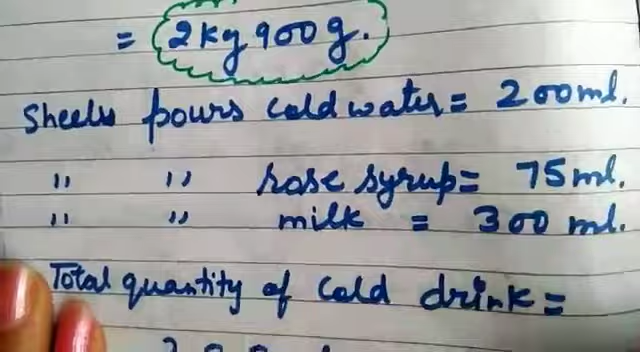 = 2kg 900g.
Sheela pours cold water = 200ml.
" " rose syrup = 75ml.
" " milk = 300 ml.
Total quantity of cold drink =